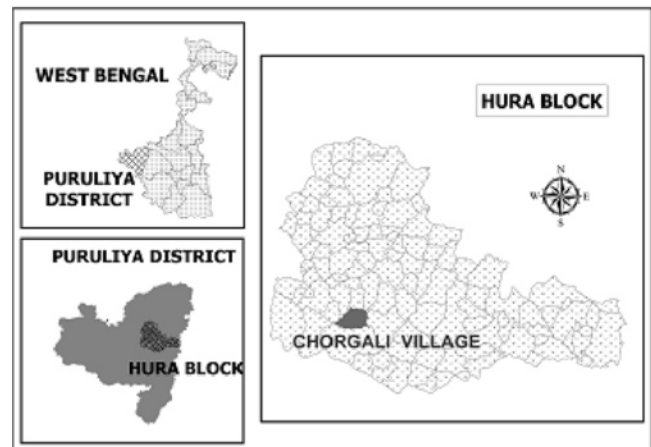 WEST BENGAL
PURULIYA
DISTRICT
PURULIYA DISTRICT
HURA BLOCK
HURA BLOCK
N
W E
S
CHORGALI VILLAGE